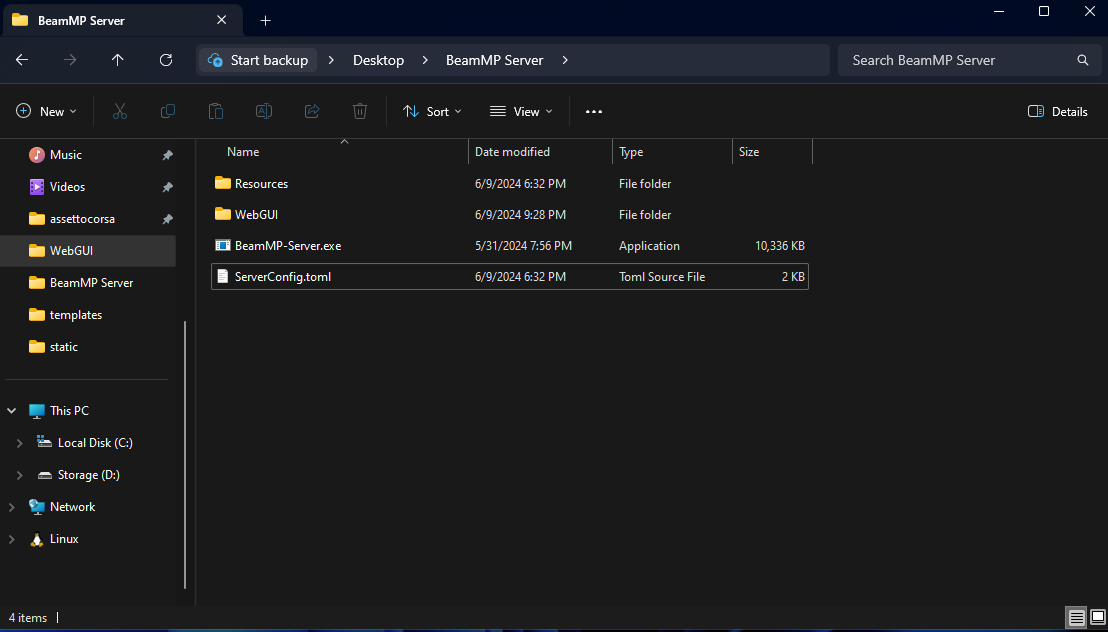 BeamMP Server
Start backup
Desktop
BeamMP Server
Search BeamMP Server
New
Sort
View
Details
Music
Videos
assettocorsa
WebGUI
BeamMP Server
templates
static
This PC
Local Disk (C:)
Storage (D:)
Network
Linux
Name Date modified Type Size
Resources 6/9/2024 6:32 PM File folder
WebGUI 6/9/2024 9:28 PM File folder
BeamMP-Server.exe 5/31/2024 7:56 PM Application 10,336 KB
ServerConfig.toml 6/9/2024 6:32 PM Toml Source File 2 KB
4 items